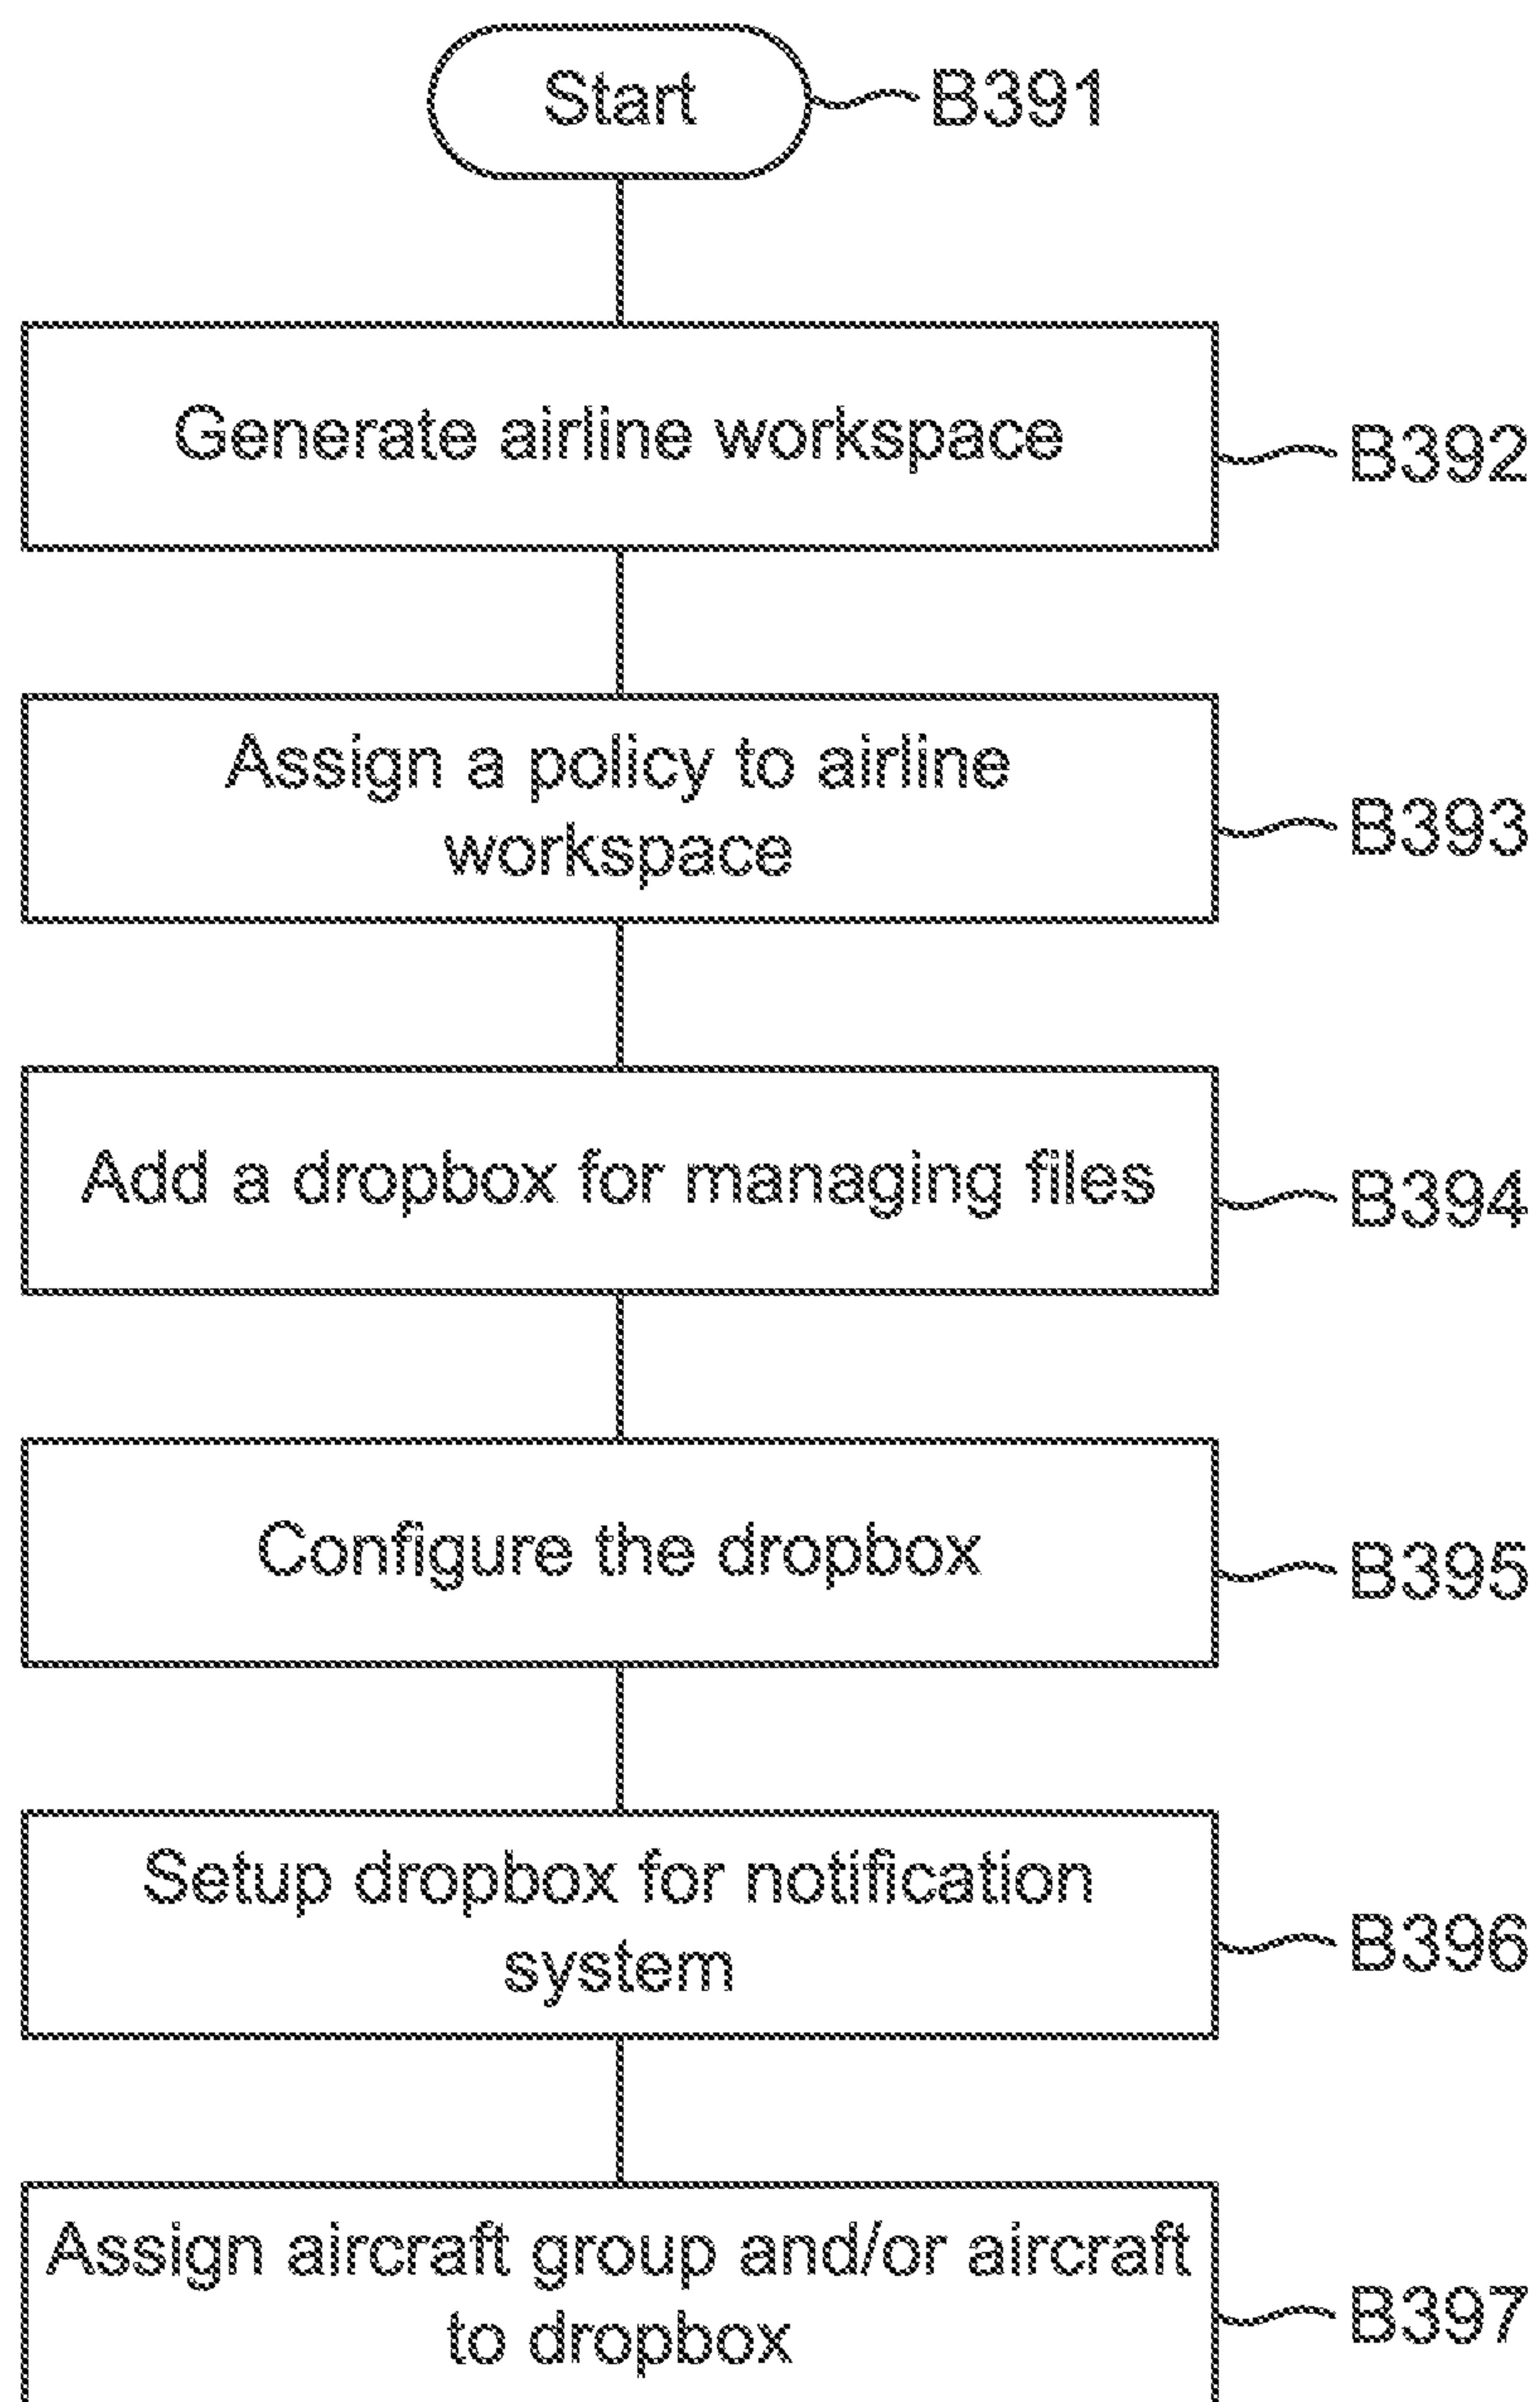 Start
B391
Generate airline workspace
B392
Assign a policy to airline
workspace
B393
Add a dropbox for managing files
B394
Configure the dropbox
B395
Setup dropbox for notification
system
B396
Assign aircraft group and/or aircraft
to dropbox
B397